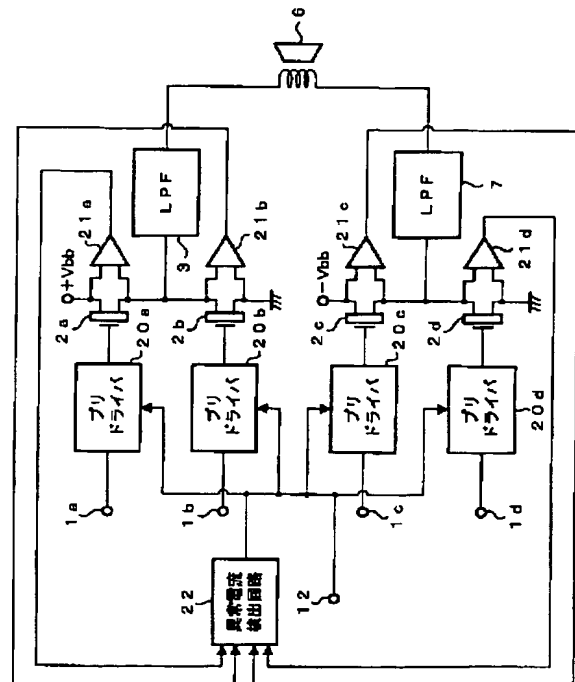 6
LPF
3
LPF
7
21a
21b
21c
21d
+Vbb
-Vbb
2a
2b
2c
2d
20a
20b
20c
20d
プリ
ドライバ
プリ
ドライバ
プリ
ドライバ
プリ
ドライバ
1a
1b
1c
1d
22
異常電流
検出回路
12